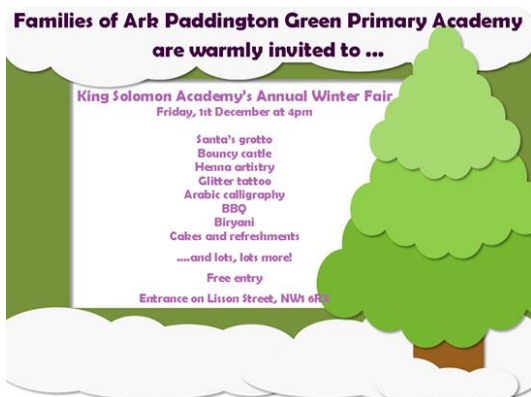 Families of Ark Paddington Green Primary Academy
are warmly invited to ...
King Solomon Academy's Annual Winter Fair
Friday, 1st December at 4pm
Santa's grotto
Bouncy castle
Henna artistry
Glitter tattoo
Arabic calligraphy
BBQ
Biryani
Cakes and refreshments
....and lots, lots more!
Free entry
Entrance on Lisson Street, NW1 6RX